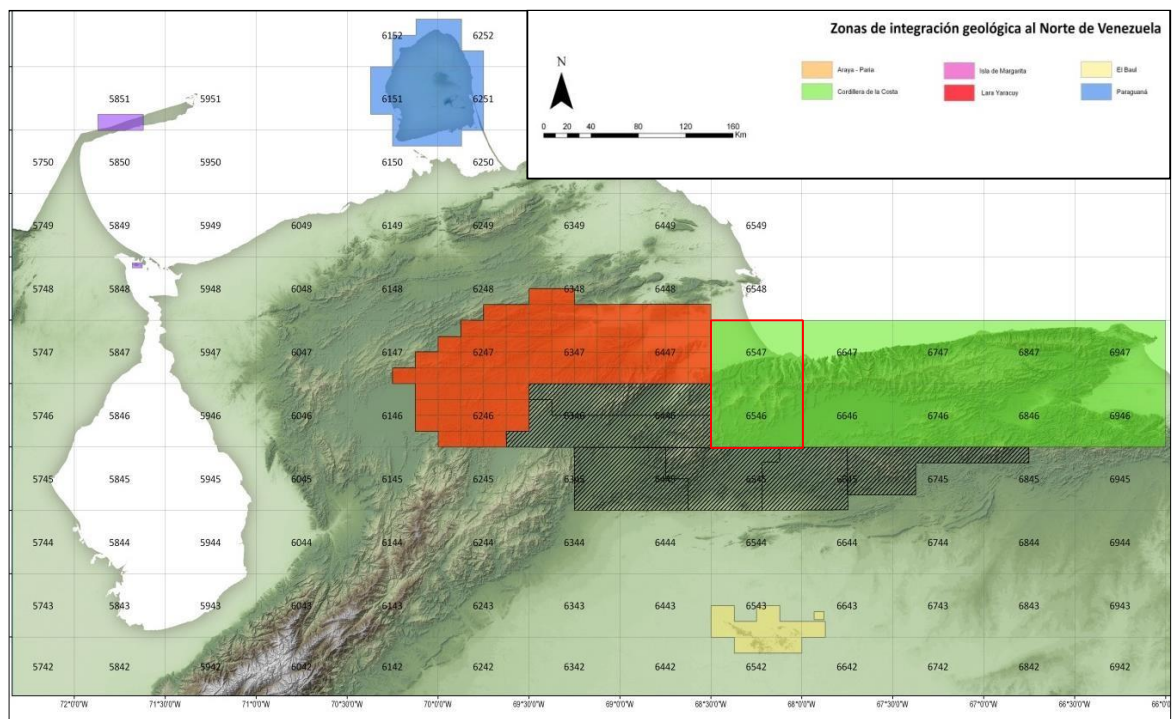 Zonas de integración geológica al Norte de Venezuela
N
Araya - Paria
Isla de Margarita
El Baul
Cordillera de la Costa
Lara Yaracuy
Paraguaná
0 10 20 40 80 120 160
Km
6152 6252
5851 5951 6151 6251
5750 5850 5950 6150 6250
5749 5849 5949 6049 6149 6249 6349 6449 6549
5748 5848 5948 6048 6148 6248 6348 6448 6548
5747 5847 5947 6047 6147 6247 6347 6447 6547 6647 6747 6847 6947
5746 5846 5946 6046 6146 6246 6346 6446 6546 6646 6746 6846 6946
5745 5845 5945 6045 6145 6245 6345 6445 6545 6645 6745 6845 6945
5744 5844 5944 6044 6144 6244 6344 6444 6544 6644 6744 6844 6944
5743 5843 5943 6043 6143 6243 6343 6443 6543 6643 6743 6843 6943
5742 5842 5942 6042 6142 6242 6342 6442 6542 6642 6742 6842 6942
72°0'0"W 71°30'0"W 71°0'0"W 70°30'0"W 70°0'0"W 69°30'0"W 69°0'0"W 68°30'0"W 68°0'0"W 67°30'0"W 67°0'0"W 66°30'0"W